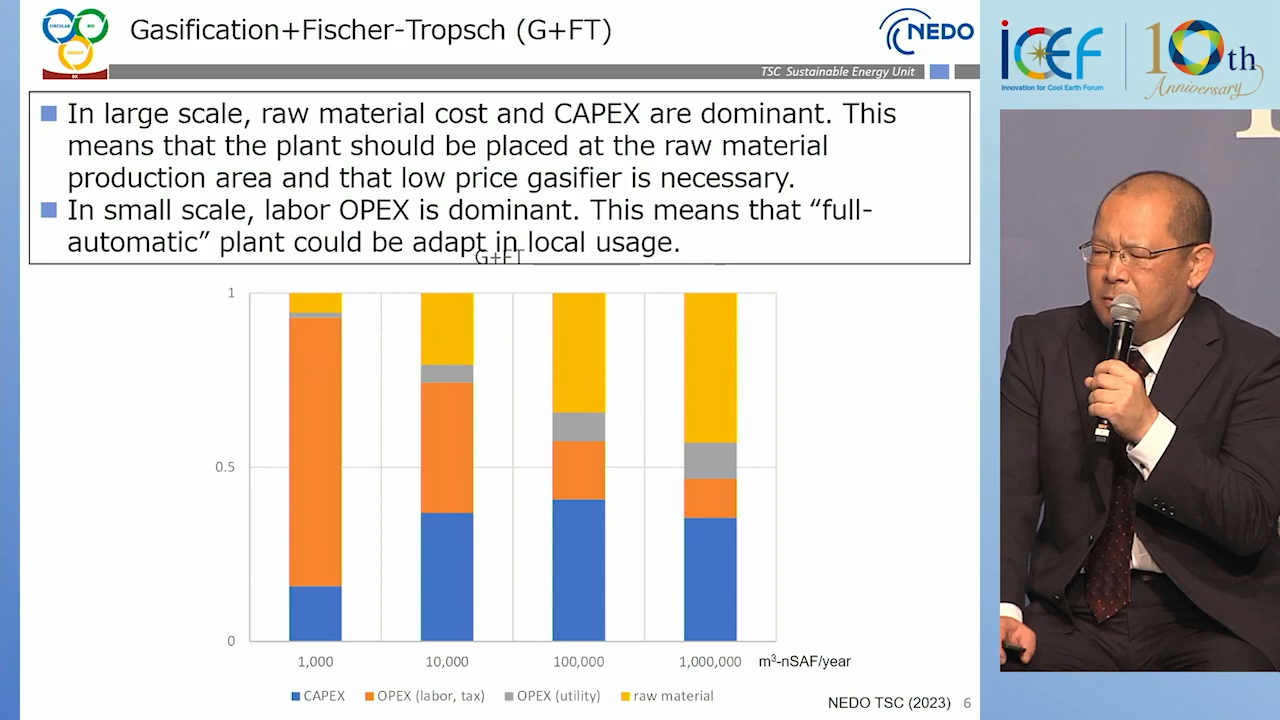 Gasification+Fischer-Tropsch (G+FT)
CIRCULAR
BIO
ENERGY
NEDO
TSC Sustainable Energy Unit
In large scale, raw material cost and CAPEX are dominant. This
means that the plant should be placed at the raw material
production area and that low price gasifier is necessary.
In small scale, labor OPEX is dominant. This means that “full-
automatic” plant could be adapt in local usage.
G+FT
1
0.5
0
1,000 10,000 100,000 1,000,000 m³-nSAF/year
CAPEX OPEX (labor, tax) OPEX (utility) raw material
NEDO TSC (2023) 6
ICEF
Innovation for Cool Earth Forum
10th
Anniversary